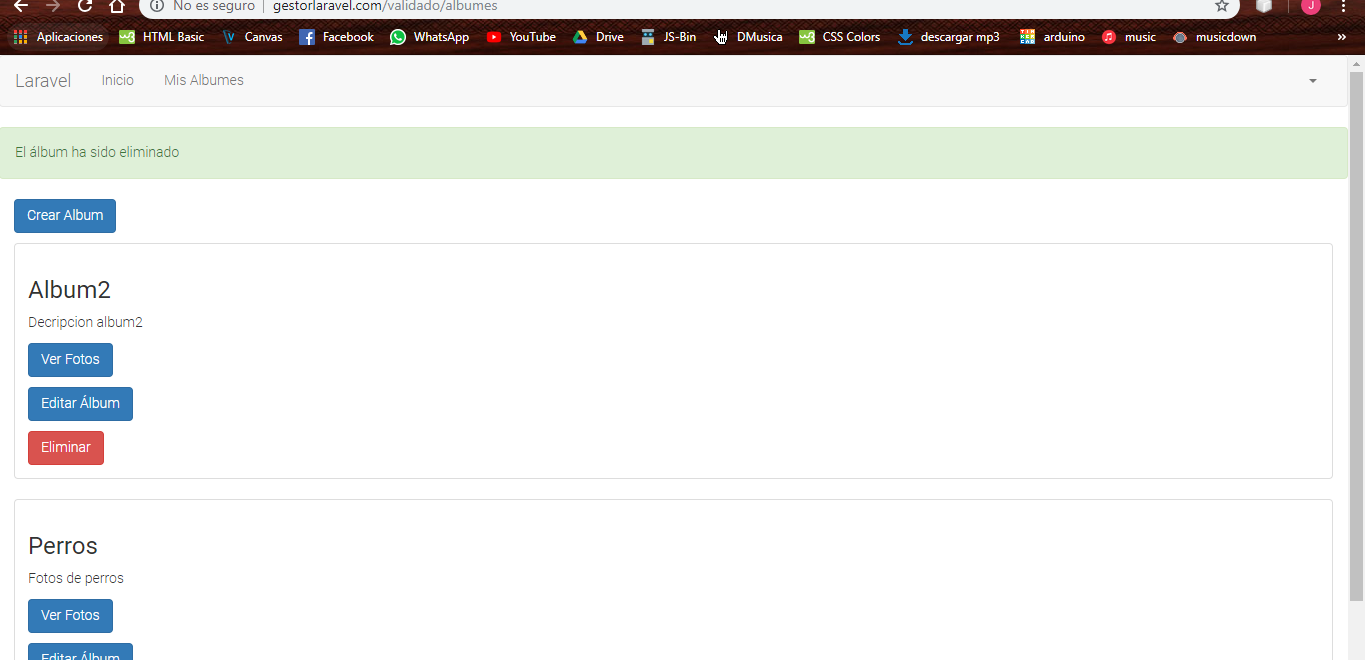 No es seguro | gestorlaravel.com/validado/albumes
J
Aplicaciones HTML Basic Canvas Facebook WhatsApp YouTube Drive JS-Bin DMusica CSS Colors descargar mp3 arduino music musicdown »
Laravel Inicio Mis Albumes
El álbum ha sido eliminado
Crear Album
Album2
Decripcion album2
Ver Fotos
Editar Álbum
Eliminar
Perros
Fotos de perros
Ver Fotos
Editar Álbum